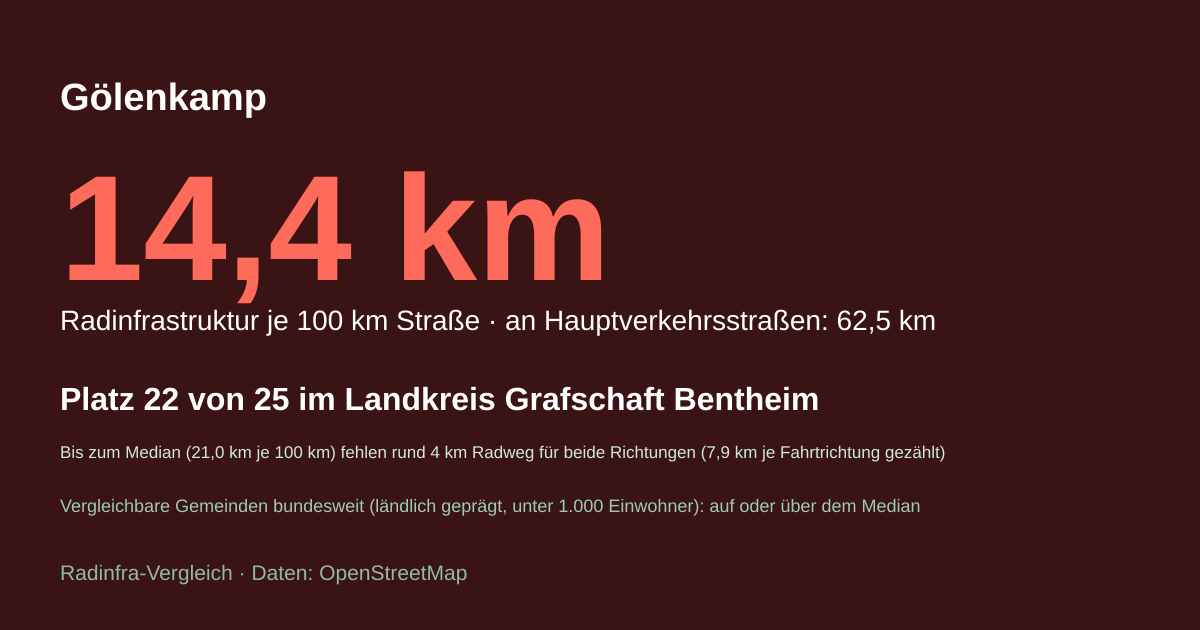 Gölenkamp
14,4 km
Radinfrastruktur je 100 km Straße · an Hauptverkehrsstraßen: 62,5 km
Platz 22 von 25 im Landkreis Grafschaft Bentheim
Bis zum Median (21,0 km je 100 km) fehlen rund 4 km Radweg für beide Richtungen (7,9 km je Fahrtrichtung gezählt)
Vergleichbare Gemeinden bundesweit (ländlich geprägt, unter 1.000 Einwohner): auf oder über dem Median
Radinfra-Vergleich · Daten: OpenStreetMap